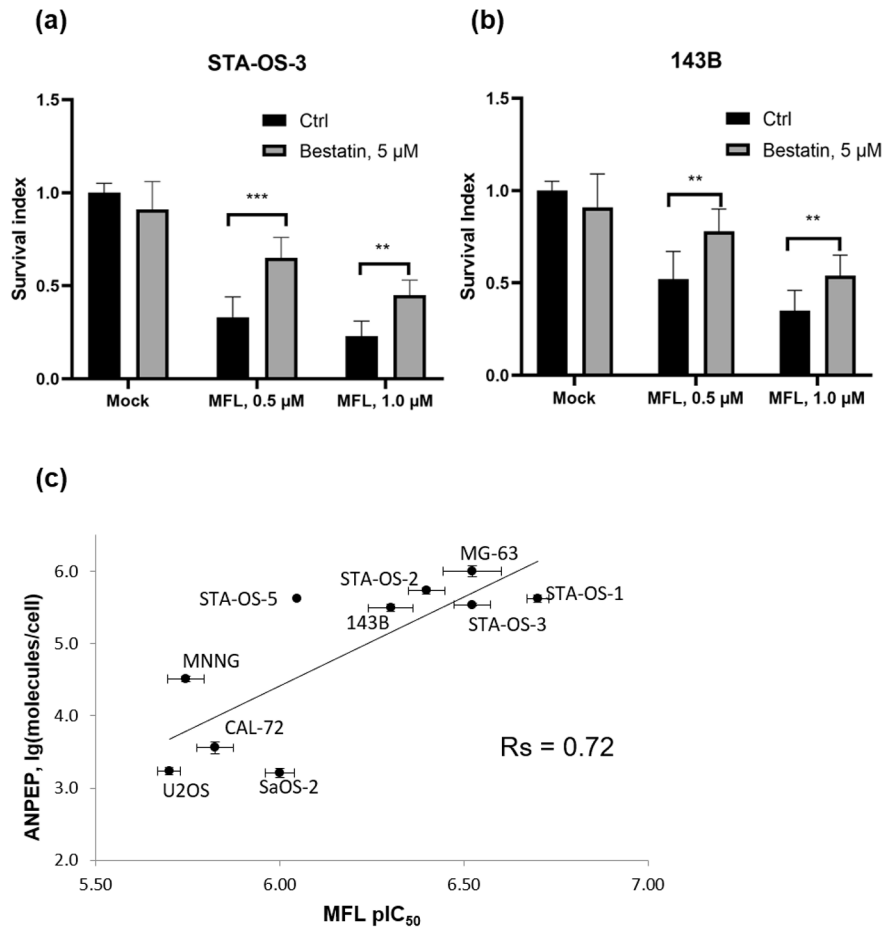 (a)
STA-OS-3
1.5
1.0
0.5
0.0
Survival index
Ctrl
Bestatin, 5 µM
***
**
Mock
MFL, 0.5 µM
MFL, 1.0 µM
(b)
143B
1.5
1.0
0.5
0.0
Survival Index
Ctrl
Bestatin, 5 µM
**
**
Mock
MFL, 0.5 µM
MFL, 1.0 µM
(c)
ANPEP, lg(molecules/cell)
6.0
5.0
4.0
3.0
2.0
MG-63
STA-OS-2
STA-OS-5
STA-OS-1
143B
STA-OS-3
MNNG
CAL-72
Rs = 0.72
U2OS
SaOS-2
5.50
6.00
6.50
7.00
MFL pIC50